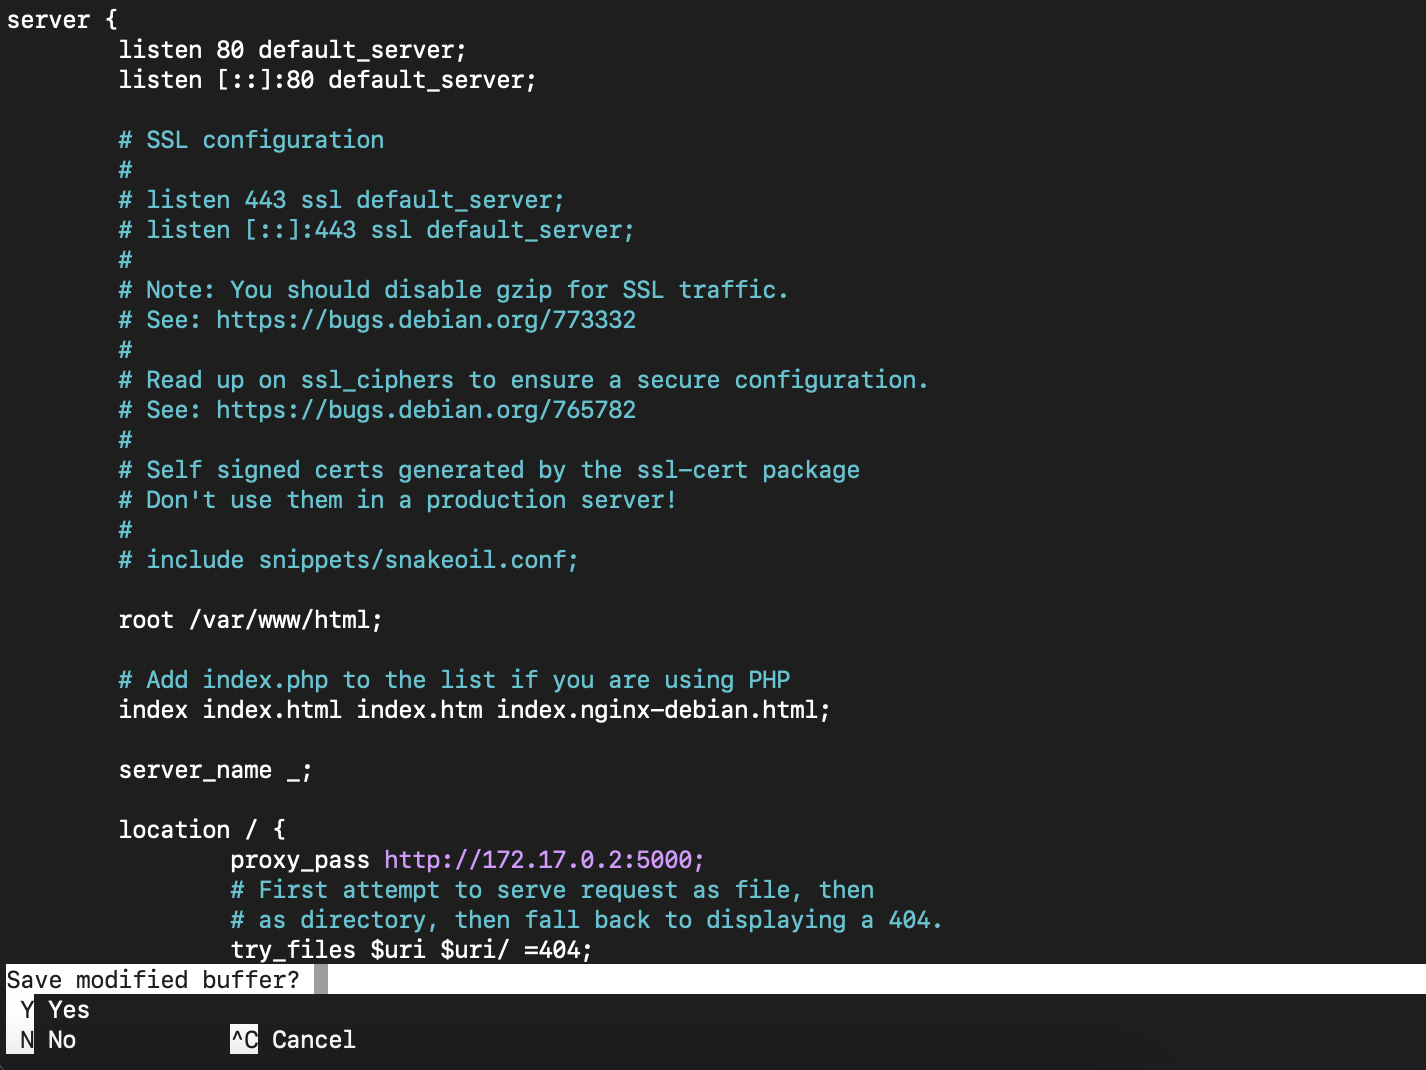 server {
listen 80 default_server;
listen [::]:80 default_server;
# SSL configuration
#
# listen 443 ssl default_server;
# listen [::]:443 ssl default_server;
#
# Note: You should disable gzip for SSL traffic.
# See: https://bugs.debian.org/773332
#
# Read up on ssl_ciphers to ensure a secure configuration.
# See: https://bugs.debian.org/765782
#
# Self signed certs generated by the ssl-cert package
# Don't use them in a production server!
#
# include snippets/snakeoil.conf;
root /var/www/html;
# Add index.php to the list if you are using PHP
index index.html index.htm index.nginx-debian.html;
server_name _;
location / {
proxy_pass http://172.17.0.2:5000;
# First attempt to serve request as file, then
# as directory, then fall back to displaying a 404.
try_files $uri $uri/ =404;
Save modified buffer?
Y Yes
N No ^C Cancel